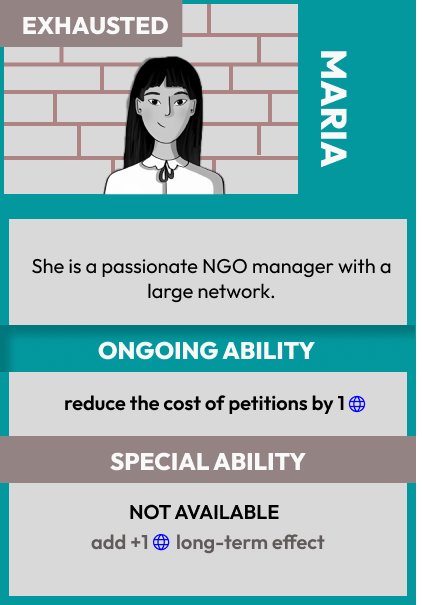 EXHAUSTED
MARIA
She is a passionate NGO manager with a
large network.
ONGOING ABILITY
reduce the cost of petitions by 1
SPECIAL ABILITY
NOT AVAILABLE
add +1 long-term effect